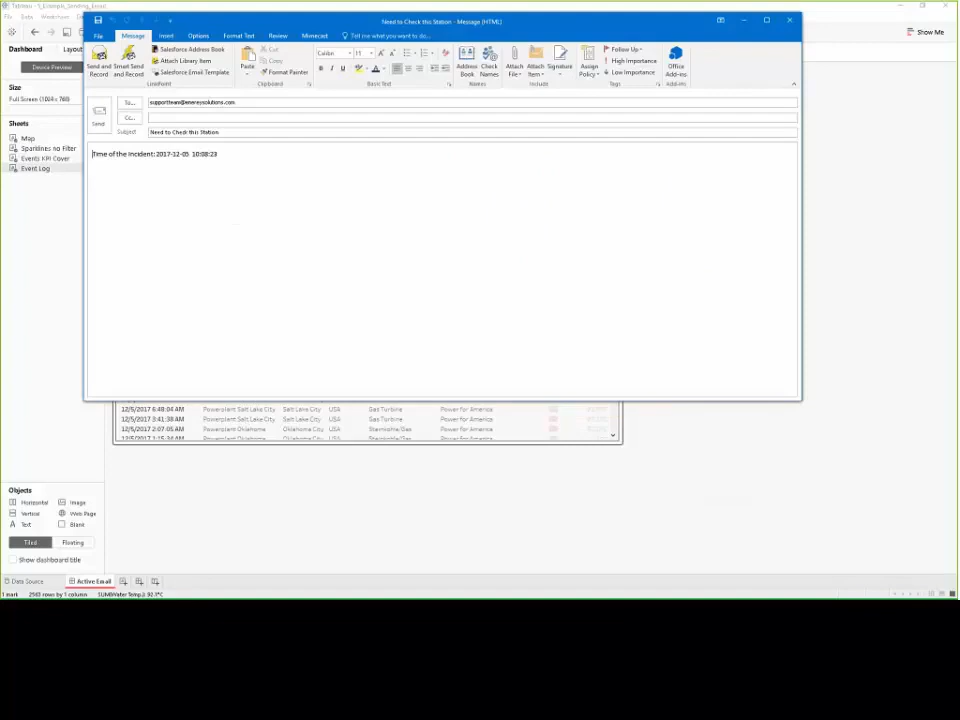 Tableau - 1_Example_Sending_Email
Need to Check this Station - Message (HTML)
File
Message
Insert
Options
Format Text
Review
Mimecast
Tell me what you want to do...
Show Me
Dashboard
Layout
Device Preview
Size
Sheets
Map
Sparklines no Filter
Events KPI Cover
Event Log
Send and Record
Smart Send and Record
Salesforce Address Book
Attach Library Item
Salesforce Email Template
Paste
Cut
Copy
Format Painter
Clipboard
Calibri
11
B I U
Basic Text
Address Book
Check Names
Names
Attach File
Attach Item
Signature
Include
Assign Policy
Follow Up
High Importance
Low Importance
Tags
Office Add-ins
Add-ins
Send
To...
Cc...
Subject
Need to Check this Station
Time of the Incident: 2017-12-05 10:08:23
12/5/2017 6:48:04 AM Powerplant Salt Lake City Salt Lake City USA Gas Turbine Power for America
12/5/2017 3:41:38 AM Powerplant Salt Lake City Salt Lake City USA Gas Turbine Power for America
12/5/2017 2:07:05 AM Powerplant Oklahoma Oklahoma City USA Power for America
Objects
Horizontal
Image
Vertical
Web Page
Text
Blank
Tiled
Floating
Show dashboard title
Data Source
Active Email
1 mark